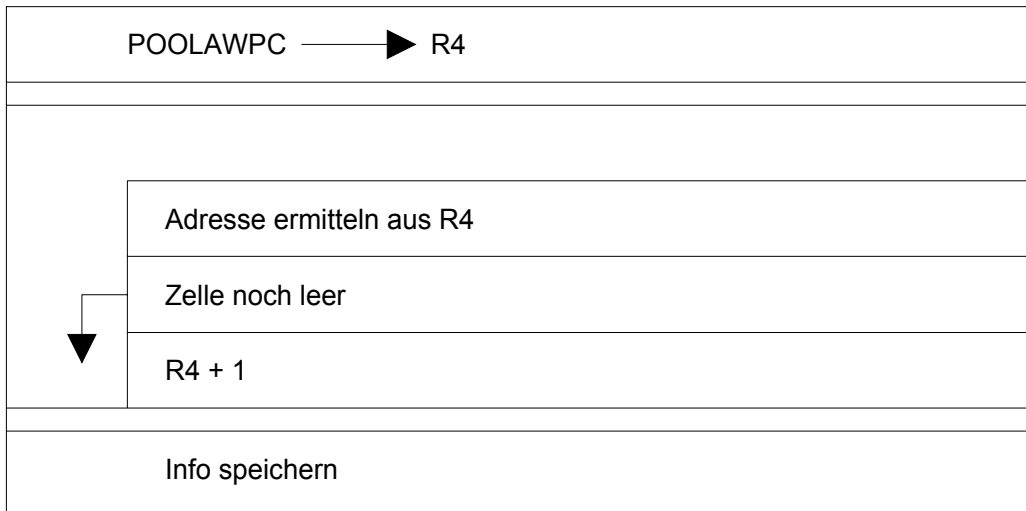 POOLAWPC R4
Adresse ermitteln aus R4
Zelle noch leer
R4 + 1
Info speichern